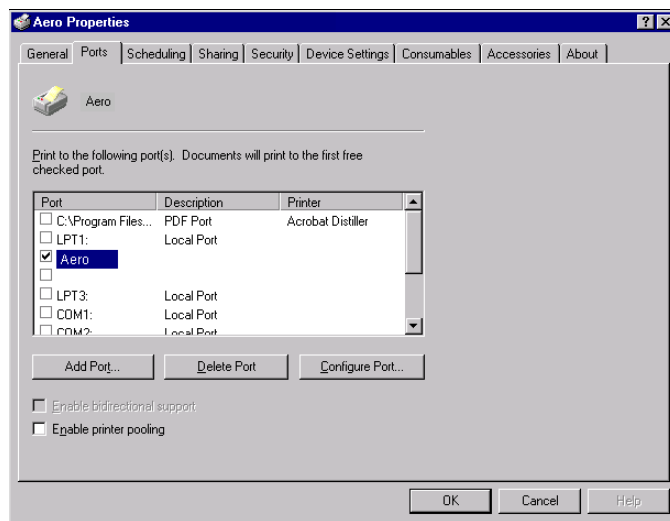 Aero Properties
General Ports Scheduling Sharing Security Device Settings Consumables Accessories About
Aero
Print to the following port(s). Documents will print to the first free
checked port.
Port Description Printer
C:\Program Files... PDF Port Acrobat Distiller
LPT1: Local Port
Aero
LPT3: Local Port
COM1: Local Port
COM2: Local Port
Add Port... Delete Port Configure Port...
Enable bidirectional support
Enable printer pooling
OK Cancel Help